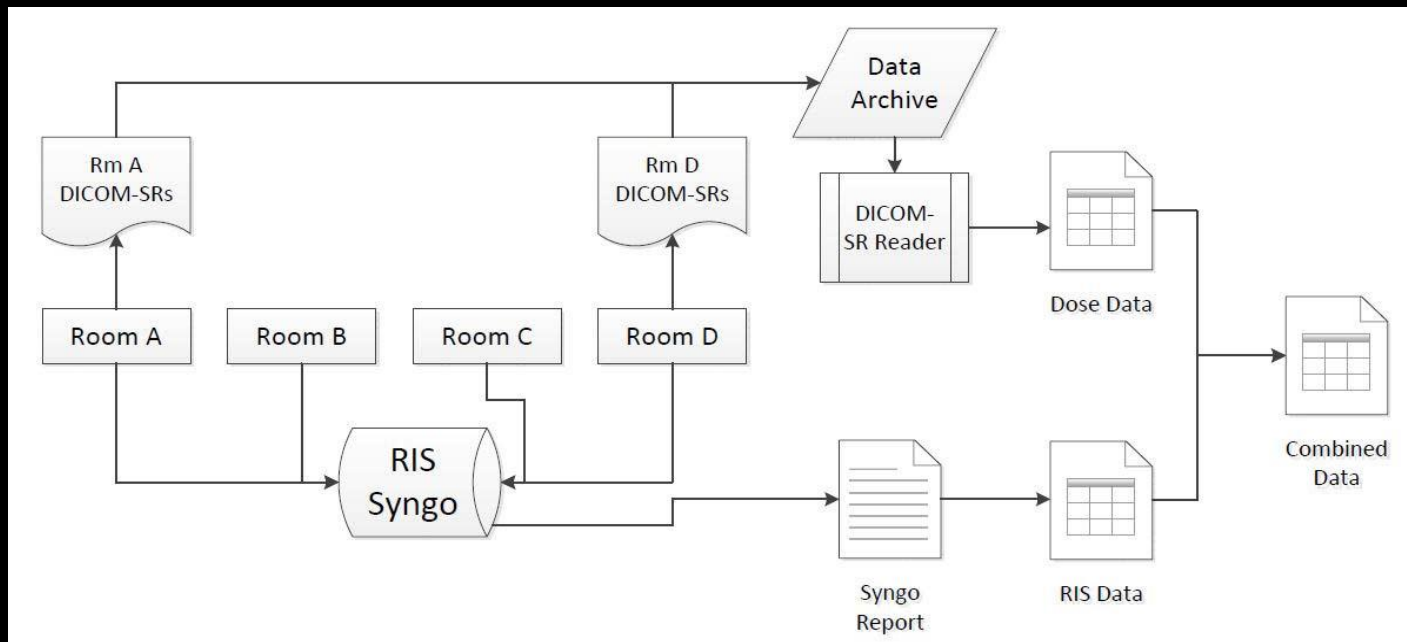 Data
Archive
Rm A
DICOM-SRs
Rm D
DICOM-SRs
DICOM-
SR Reader
Dose Data
Room A
Room B
Room C
Room D
RIS
Syngo
Combined
Data
Syngo
Report
RIS Data